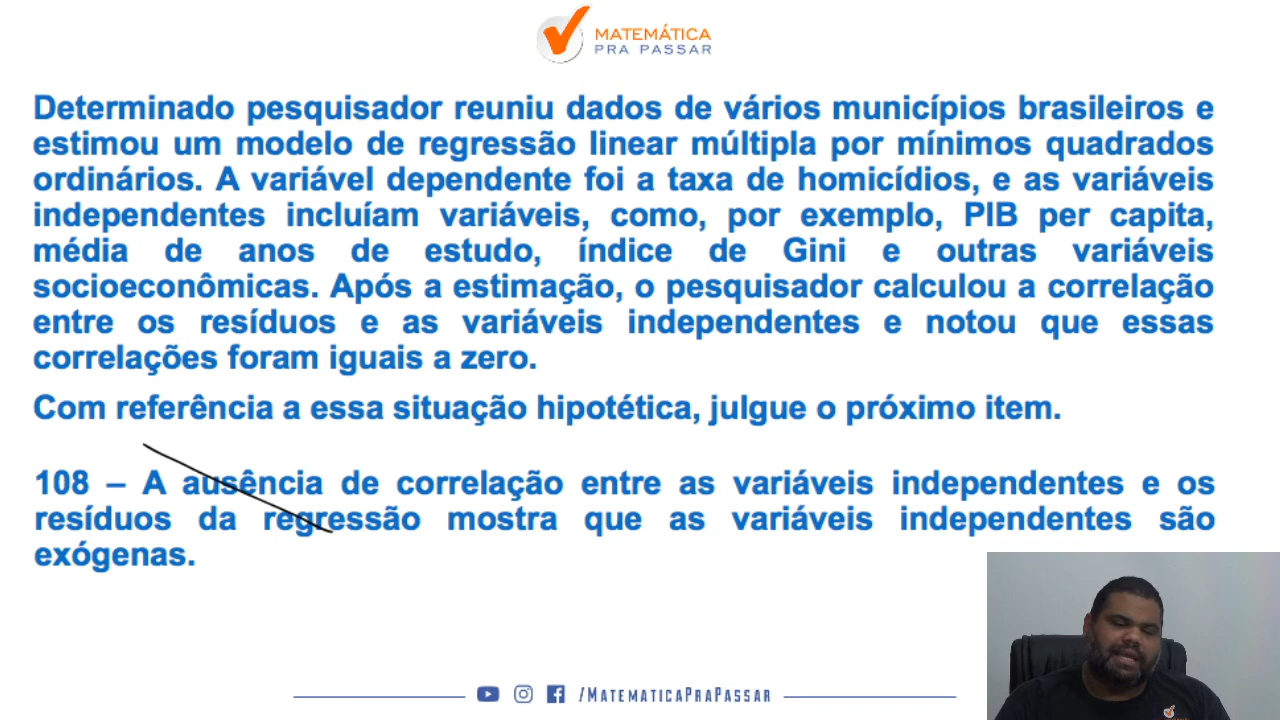 MATEMÁTICA
PRA PASSAR
Determinado pesquisador reuniu dados de vários municípios brasileiros e
estimou um modelo de regressão linear múltipla por mínimos quadrados
ordinários. A variável dependente foi a taxa de homicídios, e as variáveis
independentes incluíam variáveis, como, por exemplo, PIB per capita,
média de anos de estudo, índice de Gini e outras variáveis
socioeconômicas. Após a estimação, o pesquisador calculou a correlação
entre os resíduos e as variáveis independentes e notou que essas
correlações foram iguais a zero.
Com referência a essa situação hipotética, julgue o próximo item.
108 – A ausência de correlação entre as variáveis independentes e os
resíduos da regressão mostra que as variáveis independentes são
exógenas.
/MATEMATICAPRAPASSAR